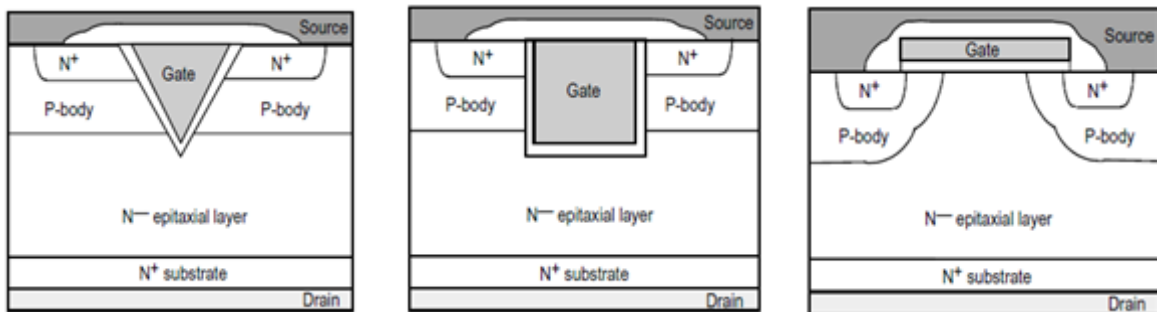 Source
N+ N+
Gate
P-body P-body
N— epitaxial layer
N+ substrate
Drain
Source
N+ N+
Gate
P-body P-body
N— epitaxial layer
N+ substrate
Drain
Source
Gate
N+ N+
P-body P-body
N— epitaxial layer
N+ substrate
Drain